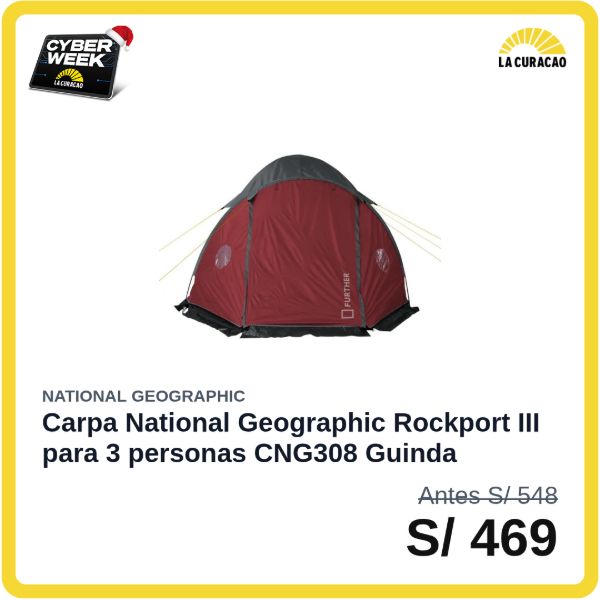 CYBER
WEEK
LA CURACAO
LA CURACAO
FURTHER
NATIONAL GEOGRAPHIC
Carpa National Geographic Rockport III
para 3 personas CNG308 Guinda
Antes S/ 548
S/ 469